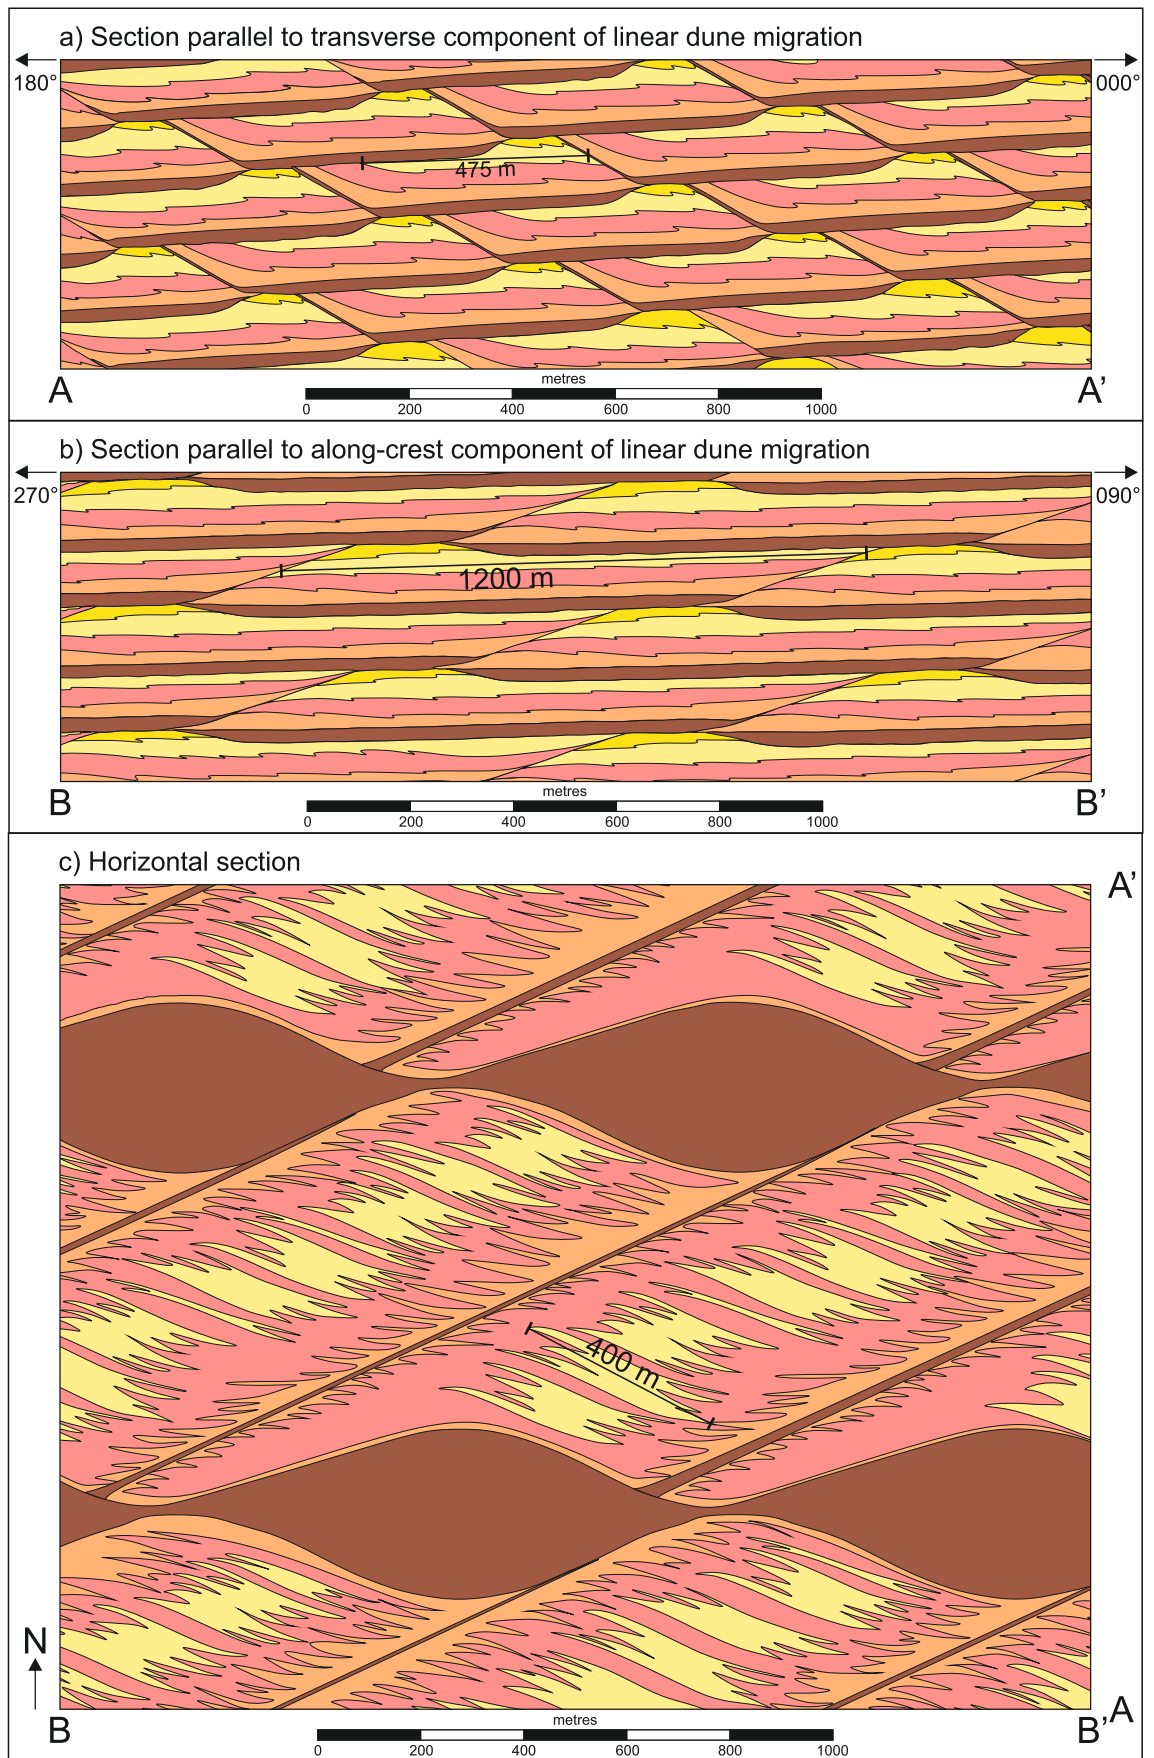 a) Section parallel to transverse component of linear dune migration
180°
000°
475 m
A
A’
metres
0 200 400 600 800 1000
b) Section parallel to along-crest component of linear dune migration
270°
090°
1200 m
B
B’
metres
0 200 400 600 800 1000
c) Horizontal section
A’
400 m
N
A
B
B’
metres
0 200 400 600 800 1000